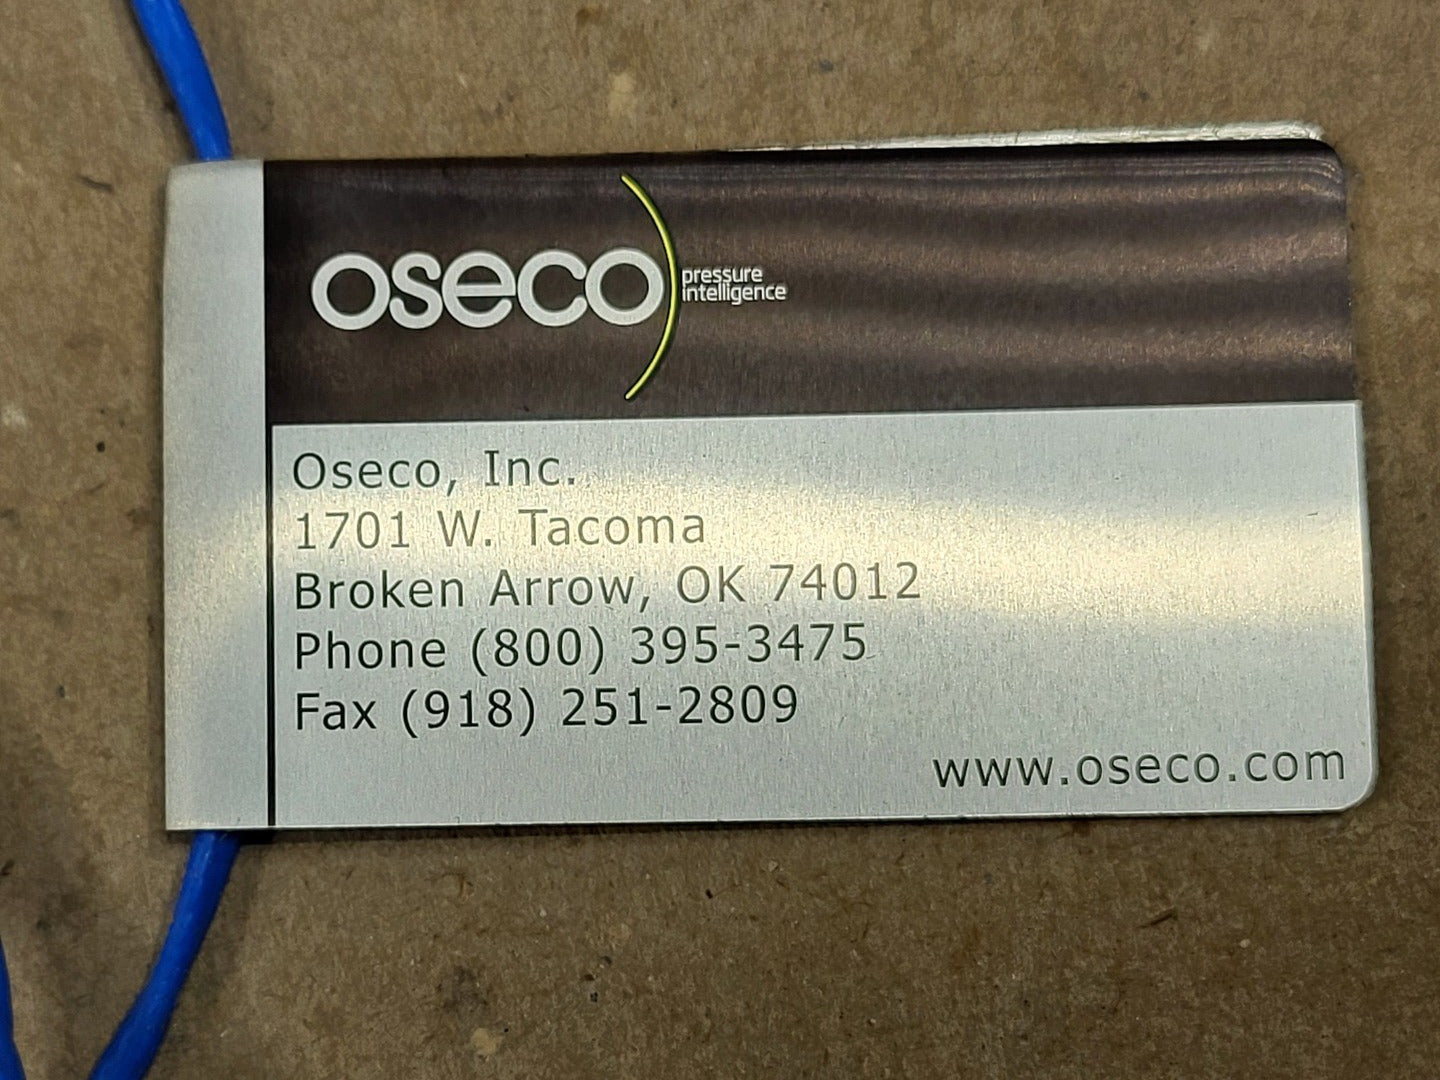 oseco
pressure
intelligence
Oseco, Inc.
1701 W. Tacoma
Broken Arrow, OK 74012
Phone (800) 395-3475
Fax (918) 251-2809
www.oseco.com